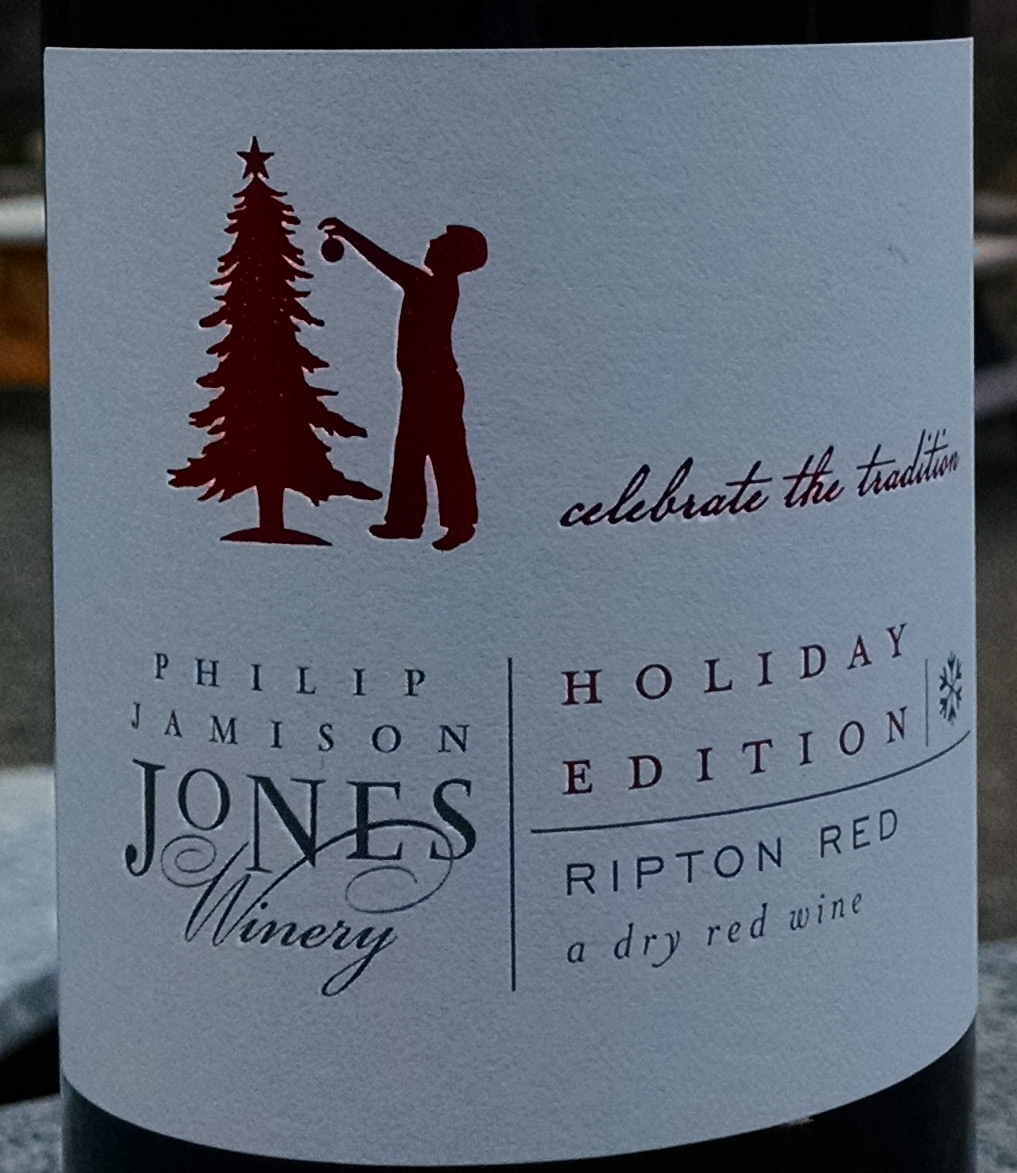 celebrate the tradition
PHILIP
JAMISON
JONES
Winery
HOLIDAY
EDITION
RIPTON RED
a dry red wine